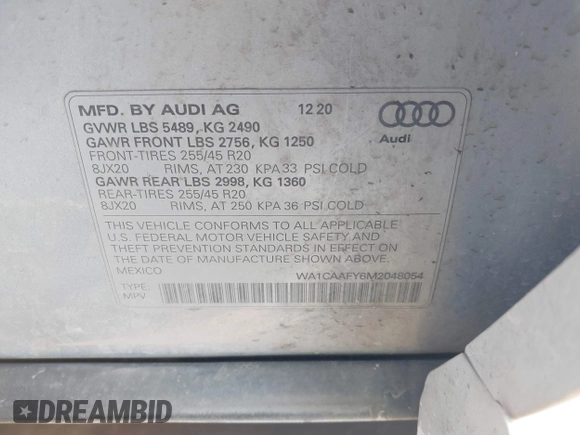 MFD. BY AUDI AG 12 20
GVWR LBS 5489, KG 2490
GAWR FRONT LBS 2756, KG 1250
FRONT-TIRES 255/45 R20
8JX20 RIMS, AT 230 KPA 33 PSI COLD
GAWR REAR LBS 2998, KG 1360
REAR-TIRES 255/45 R20
8JX20 RIMS, AT 250 KPA 36 PSI COLD
Audi
THIS VEHICLE CONFORMS TO ALL APPLICABLE
U.S. FEDERAL MOTOR VEHICLE SAFETY AND
THEFT PREVENTION STANDARDS IN EFFECT ON
THE DATE OF MANUFACTURE SHOWN ABOVE.
MEXICO WA1CAAFY6M2048054
TYPE:
MPV
DREAMBID